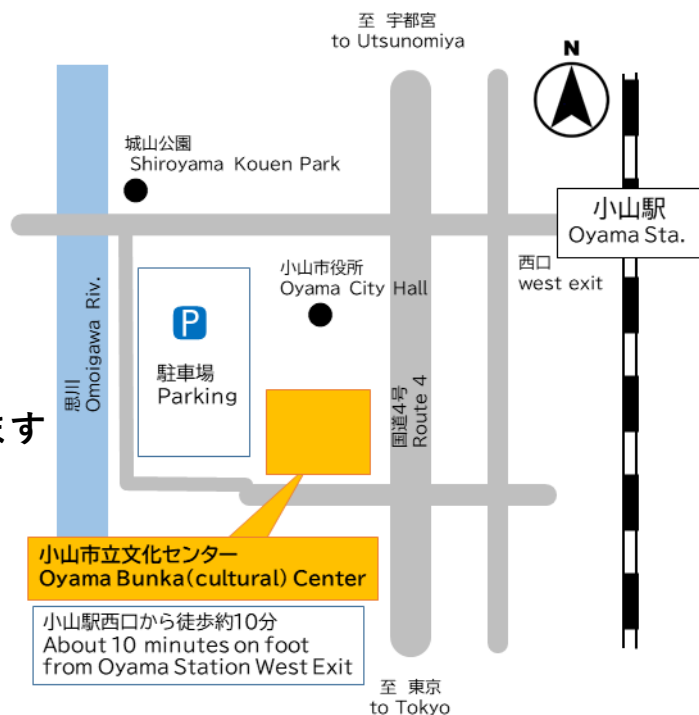 至 宇都宮
to Utsunomiya
N
城山公園
Shiroyama Kouen Park
小山駅
Oyama Sta.
小山市役所
Oyama City Hall
西口
west exit
P
駐車場
Parking
思川
Omoigawa Riv.
国道4号
Route 4
ます
小山市立文化センター
Oyama Bunka(cultural) Center
小山駅西口から徒歩約10分
About 10 minutes on foot
from Oyama Station West Exit
至 東京
to Tokyo